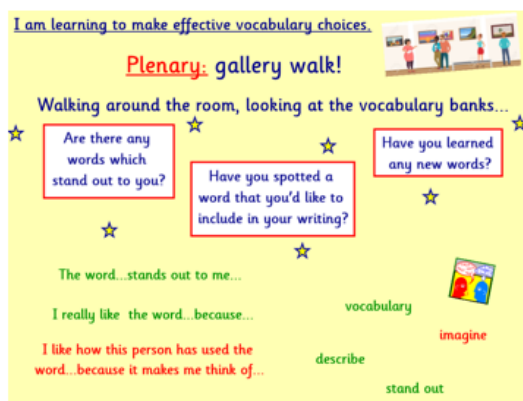 I am learning to make effective vocabulary choices.
Plenary: gallery walk!
Walking around the room, looking at the vocabulary banks...
Are there any
words which
stand out to you?
Have you spotted a
word that you'd like to
include in your writing?
Have you learned
any new words?
The word...stands out to me...
I really like the word...because...
I like how this person has used the
word...because it makes me think of...
vocabulary
imagine
describe
stand out